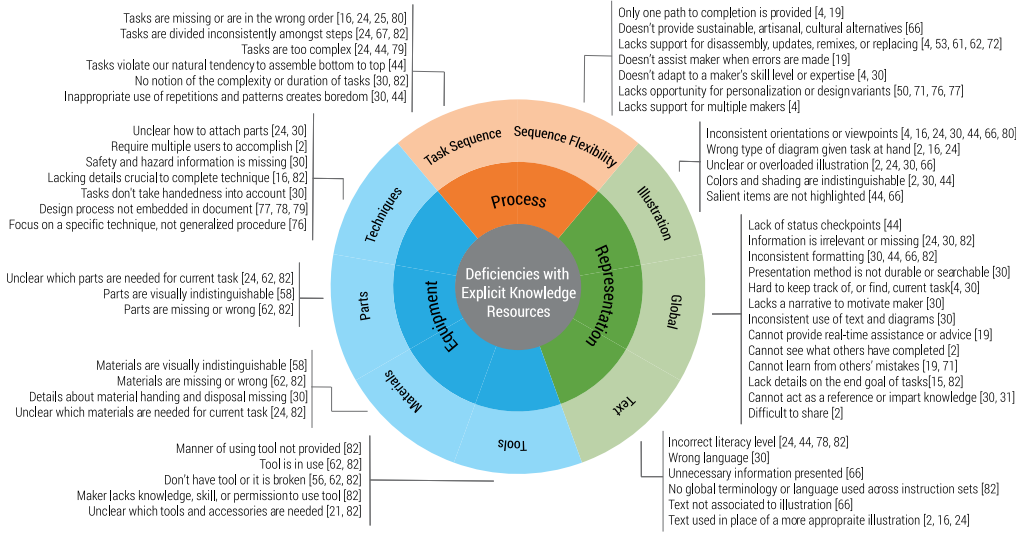 Tasks are missing or are in the wrong order [16, 24, 25, 80]
Tasks are divided inconsistently amongst steps [24, 67, 82]
Tasks are too complex [24, 44, 79]
Tasks violate our natural tendency to assemble bottom to top [44]
No notion of the complexity or duration of tasks [30, 82]
Inappropriate use of repetitions and patterns creates boredom [30, 44]
Only one path to completion is provided [4, 19]
Doesn't provide sustainable, artisanal, cultural alternatives [66]
Lacks support for disassembly, updates, remixes, or replacing [4, 53, 61, 62, 72]
Doesn't assist maker when errors are made [19]
Doesn't adapt to a maker's skill level or expertise [4, 30]
Lacks opportunity for personalization or design variants [50, 71, 76, 77]
Lacks support for multiple makers [4]
Unclear how to attach parts [24, 30]
Require multiple users to accomplish [2]
Safety and hazard information is missing [30]
Lacking details crucial to complete technique [16, 82]
Tasks don't take handedness into account [30]
Design process not embedded in document [77, 78, 79]
Focus on a specific technique, not generalized procedure [76]
Inconsistent orientations or viewpoints [4, 16, 24, 30, 44, 66, 80]
Wrong type of diagram given task at hand [2, 16, 24]
Unclear or overloaded illustration [2, 24, 30, 66]
Colors and shading are indistinguishable [2, 30, 44]
Salient items are not highlighted [44, 66]
Unclear which parts are needed for current task [24, 62, 82]
Parts are visually indistinguishable [58]
Parts are missing or wrong [62, 82]
Lack of status checkpoints [44]
Information is irelevant or missing [24, 30, 82]
Inconsistent formatting [30, 44, 66, 82]
Presentation method is not durable or searchable [30]
Hard to keep track of, or find, current task[4, 30]
Lacks a narrative to motivate maker [30]
Inconsistent use of text and diagrams [30]
Cannot provide real-time assistance or advice [19]
Cannot see what others have completed [2]
Cannot learn from others' mistakes [19, 71]
Lack details on the end goal of tasks[15, 82]
Cannot act as a reference or impart knowledge [30, 31]
Difficult to share [2]
Materials are visually indistinguishable [58]
Materials are missing or wrong [62, 82]
Details about material handing and disposal missing [30]
Unclear which materials are needed for current task [24, 82]
Manner of using tool not provided [82]
Tool is in use [62, 82]
Don't have tool or it is broken [56, 62, 82]
Maker lacks knowledge, skill, or permission to use tool [82]
Unclear which tools and accessories are needed [21, 82]
Incorrect literacy level [24, 44, 78, 82]
Wrong language [30]
Unnecessary information presented [66]
No global terminology or language used across instruction sets [82]
Text not associated to illustration [66]
Text used in place of a more appropraite illustration [2, 16, 24]
Task Sequence
Sequence Flexibility
Illustration
Global
Text
Tools
Materials
Parts
Techniques
Process
Representation
Equipment
Deficiencies with
Explicit Knowledge
Resources